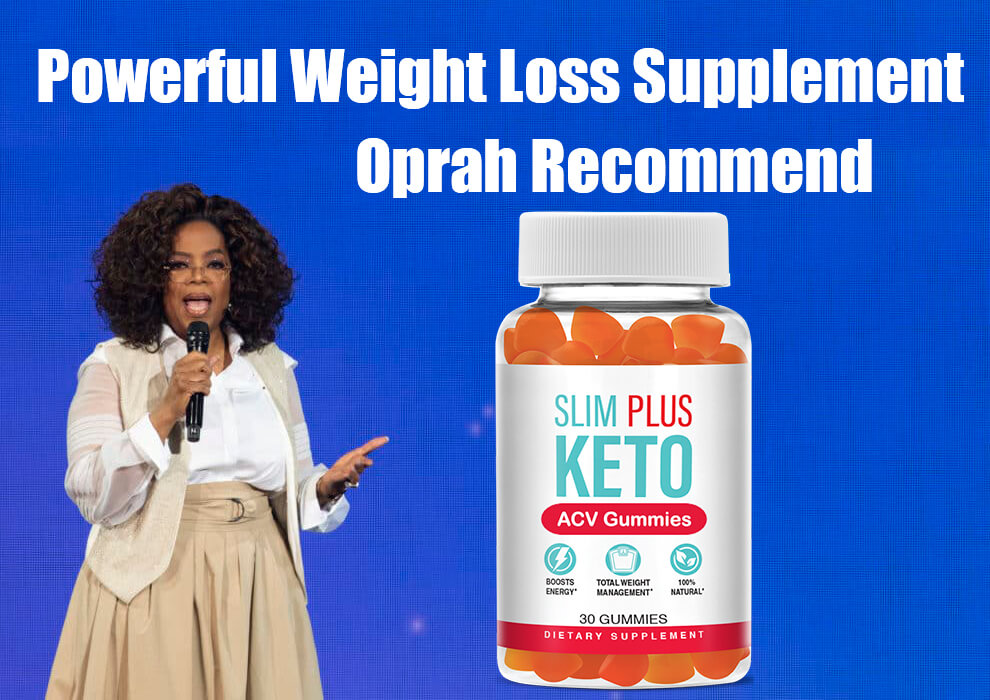 Powerful Weight Loss Supplement
Oprah Recommend
SLIM PLUS
KETO
ACV Gummies
BOOSTS
ENERGY*
TOTAL WEIGHT
MANAGEMENT*
100%
NATURAL*
30 GUMMIES
DIETARY SUPPLEMENT